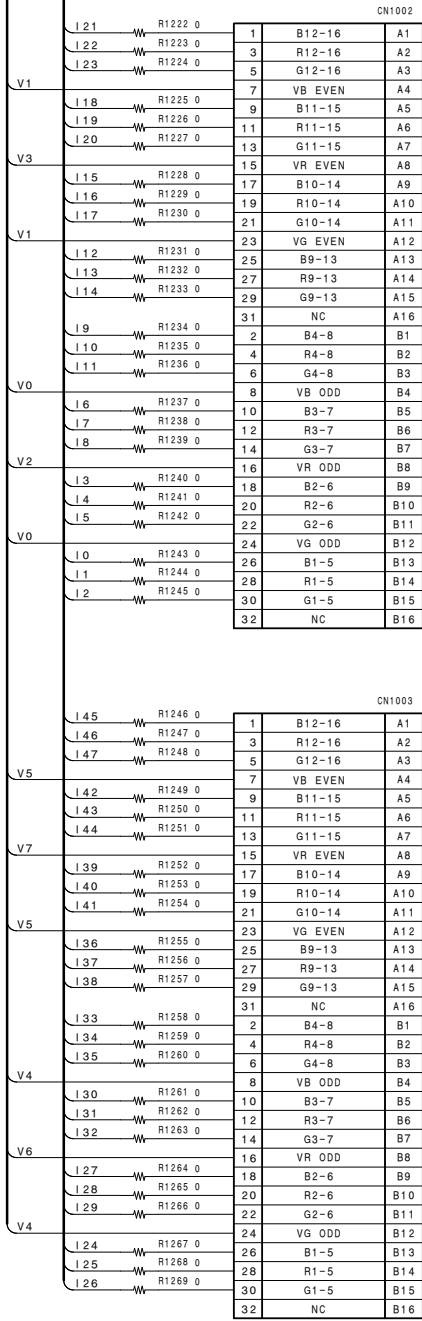 CN1002
I21 R1222 0 1 B12-16 A1
I22 R1223 0 3 R12-16 A2
I23 R1224 0 5 G12-16 A3
V1 7 VB EVEN A4
I18 R1225 0 9 B11-15 A5
I19 R1226 0 11 R11-15 A6
I20 R1227 0 13 G11-15 A7
V3 15 VR EVEN A8
I15 R1228 0 17 B10-14 A9
I16 R1229 0 19 R10-14 A10
I17 R1230 0 21 G10-14 A11
V1 23 VG EVEN A12
I12 R1231 0 25 B9-13 A13
I13 R1232 0 27 R9-13 A14
I14 R1233 0 29 G9-13 A15
31 NC A16
I9 R1234 0 2 B4-8 B1
I10 R1235 0 4 R4-8 B2
I11 R1236 0 6 G4-8 B3
V0 8 VB ODD B4
I6 R1237 0 10 B3-7 B5
I7 R1238 0 12 R3-7 B6
I8 R1239 0 14 G3-7 B7
V2 16 VR ODD B8
I3 R1240 0 18 B2-6 B9
I4 R1241 0 20 R2-6 B10
I5 R1242 0 22 G2-6 B11
V0 24 VG ODD B12
I0 R1243 0 26 B1-5 B13
I1 R1244 0 28 R1-5 B14
I2 R1245 0 30 G1-5 B15
32 NC B16
CN1003
I45 R1246 0 1 B12-16 A1
I46 R1247 0 3 R12-16 A2
I47 R1248 0 5 G12-16 A3
V5 7 VB EVEN A4
I42 R1249 0 9 B11-15 A5
I43 R1250 0 11 R11-15 A6
I44 R1251 0 13 G11-15 A7
V7 15 VR EVEN A8
I39 R1252 0 17 B10-14 A9
I40 R1253 0 19 R10-14 A10
I41 R1254 0 21 G10-14 A11
V5 23 VG EVEN A12
I36 R1255 0 25 B9-13 A13
I37 R1256 0 27 R9-13 A14
I38 R1257 0 29 G9-13 A15
31 NC A16
I33 R1258 0 2 B4-8 B1
I34 R1259 0 4 R4-8 B2
I35 R1260 0 6 G4-8 B3
V4 8 VB ODD B4
I30 R1261 0 10 B3-7 B5
I31 R1262 0 12 R3-7 B6
I32 R1263 0 14 G3-7 B7
V6 16 VR ODD B8
I27 R1264 0 18 B2-6 B9
I28 R1265 0 20 R2-6 B10
I29 R1266 0 22 G2-6 B11
V4 24 VG ODD B12
I24 R1267 0 26 B1-5 B13
I25 R1268 0 28 R1-5 B14
I26 R1269 0 30 G1-5 B15
32 NC B16